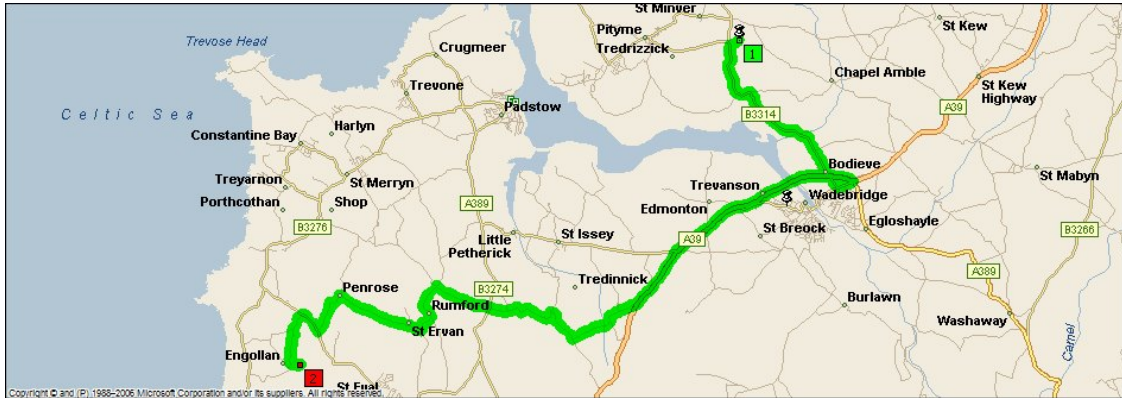 St Minver
St Kew
Pityme
Tredrizzick
Trevose Head
Crugmeer
1
Chapel Amble
St Kew
Highway
Trevone
Padstow
A39
B3314
Celtic Sea
Harlyn
Constantine Bay
Bodieve
St Mabyn
St Merryn
Treyarnon
Trevanson
Wadebridge
Porthcothan
Shop
A389
Edmonton
Egloshayle
B3276
St Issey
A39
St Breock
B3266
Little
Petherick
A389
Tredinnick
Penrose
B3274
Rumford
Burlawn
Washaway
St Ervan
Camel
Engollan
2
St Eval
Copyright © and (P) 1988–2006 Microsoft Corporation and/or its suppliers. All rights reserved.